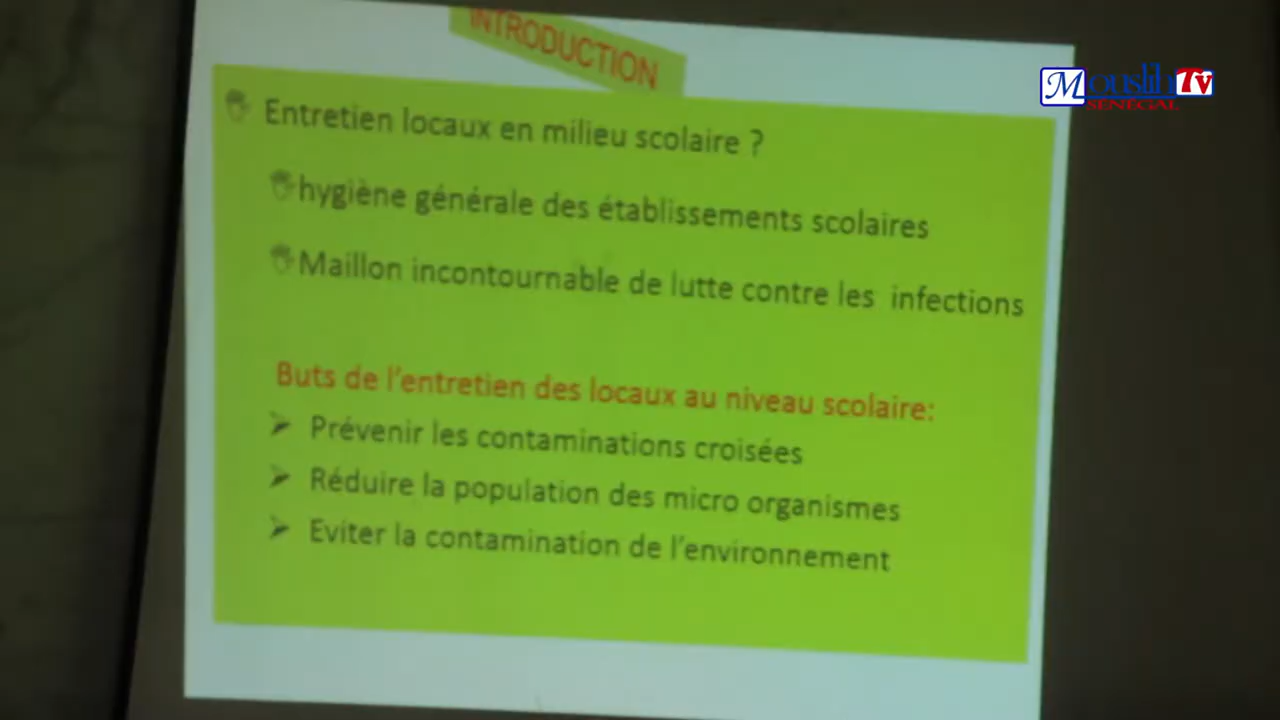 INTRODUCTION
Mouslih Tv
SENEGAL
Entretien locaux en milieu scolaire ?
hygiène générale des établissements scolaires
Maillon incontournable de lutte contre les infections
Buts de l'entretien des locaux au niveau scolaire:
Prévenir les contaminations croisées
Réduire la population des micro organismes
Eviter la contamination de l'environnement